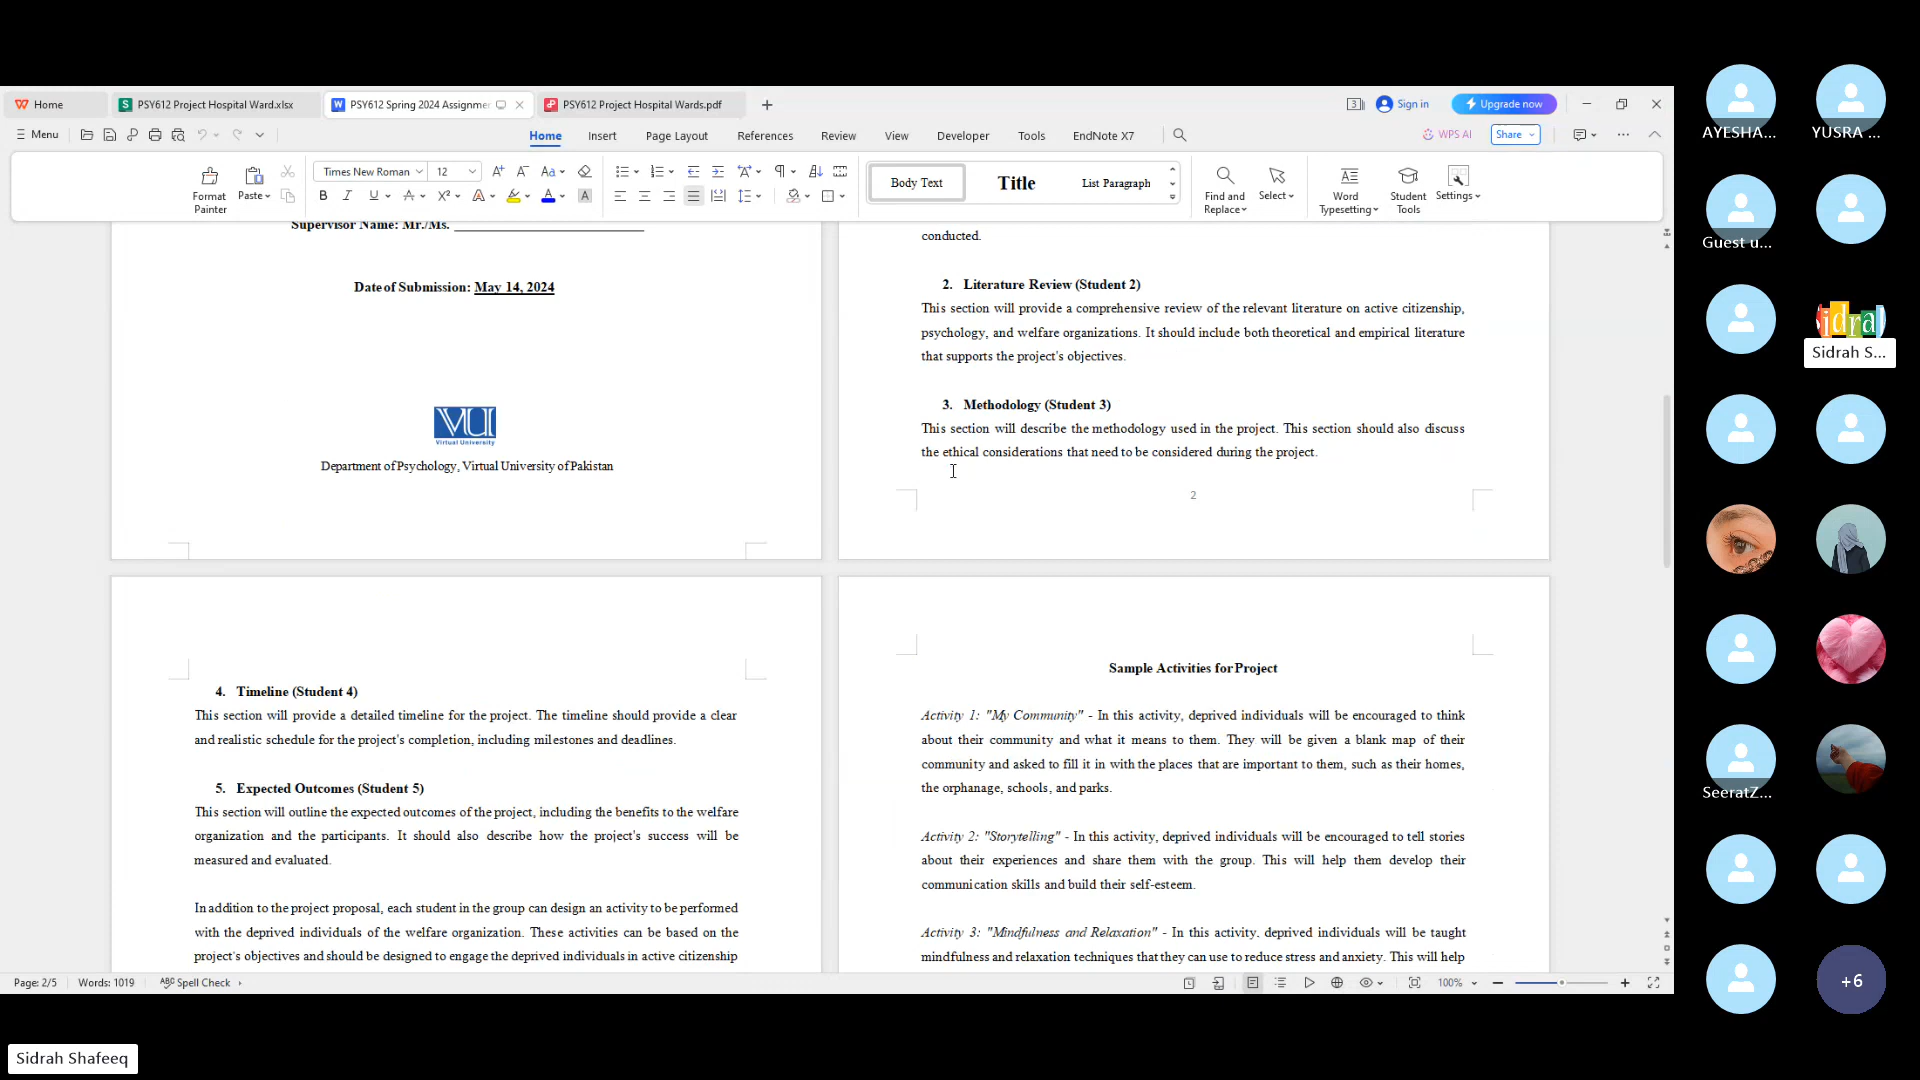 Home
PSY612 Project Hospital Ward.xlsx
PSY612 Spring 2024 Assignme
PSY612 Project Hospital Wards.pdf
Sign in
Upgrade now
Menu
Home
Insert
Page Layout
References
Review
View
Developer
Tools
EndNote X7
WPS AI
Share
Format Painter
Paste
Times New Roman
12
Body Text
Title
List Paragraph
Find and Replace
Select
Word Typesetting
Student Tools
Settings
Supervisor Name: Mr./Ms.
Date of Submission: May 14, 2024
VU
Virtual University
Department of Psychology, Virtual University of Pakistan
conducted.
2. Literature Review (Student 2)
This section will provide a comprehensive review of the relevant literature on active citizenship,
psychology, and welfare organizations. It should include both theoretical and empirical literature
that supports the project's objectives.
3. Methodology (Student 3)
This section will describe the methodology used in the project. This section should also discuss
the ethical considerations that need to be considered during the project.
2
4. Timeline (Student 4)
This section will provide a detailed timeline for the project. The timeline should provide a clear
and realistic schedule for the project's completion, including milestones and deadlines.
5. Expected Outcomes (Student 5)
This section will outline the expected outcomes of the project, including the benefits to the welfare
organization and the participants. It should also describe how the project's success will be
measured and evaluated.
In addition to the project proposal, each student in the group can design an activity to be performed
with the deprived individuals of the welfare organization. These activities can be based on the
project's objectives and should be designed to engage the deprived individuals in active citizenship
Sample Activities for Project
Activity 1: "My Community" - In this activity, deprived individuals will be encouraged to think
about their community and what it means to them. They will be given a blank map of their
community and asked to fill it in with the places that are important to them, such as their homes,
the orphanage, schools, and parks.
Activity 2: "Storytelling" - In this activity, deprived individuals will be encouraged to tell stories
about their experiences and share them with the group. This will help them develop their
communication skills and build their self-esteem.
Activity 3: "Mindfulness and Relaxation" - In this activity, deprived individuals will be taught
mindfulness and relaxation techniques that they can use to reduce stress and anxiety. This will help
Page: 2/5
Words: 1019
Spell Check
100%
AYESHA...
YUSRA ...
Guest u...
Sidrah S...
SeeratZ...
+6
Sidrah Shafeeq